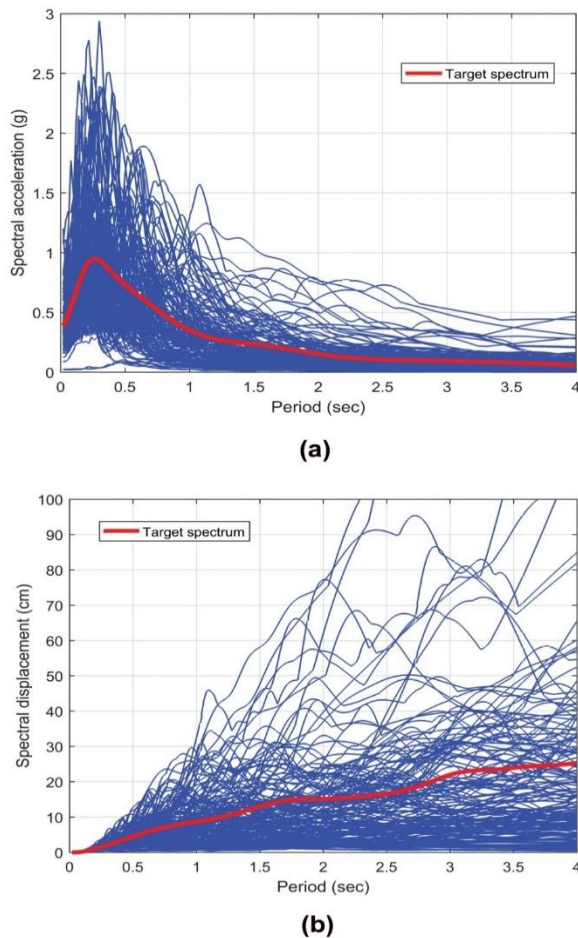 3
2.5
2
1.5
1
0.5
0
Spectral acceleration (g)
Target spectrum
0 0.5 1 1.5 2 2.5 3 3.5 4
Period (sec)
(a)
100
90
80
70
60
50
40
30
20
10
0
Spectral displacement (cm)
Target spectrum
0 0.5 1 1.5 2 2.5 3 3.5 4
Period (sec)
(b)